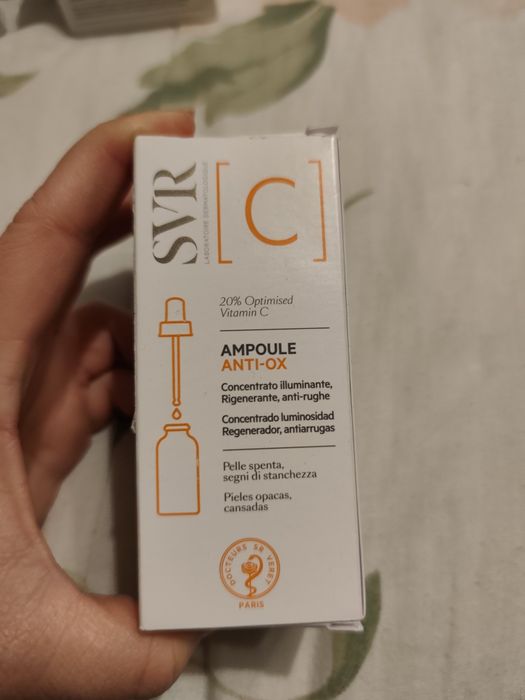 SVR
LABORATOIRE DERMATOLOGIQUE
[C]
20% Optimised
Vitamin C
AMPOULE
ANTI-OX
Concentrato illuminante,
Rigenerante, anti-rughe
Concentrado luminosidad
Regenerador, antiarrugas
Pelle spenta,
segni di stanchezza
Pieles opacas,
cansadas
DOCTEURS SR VERET
PARIS